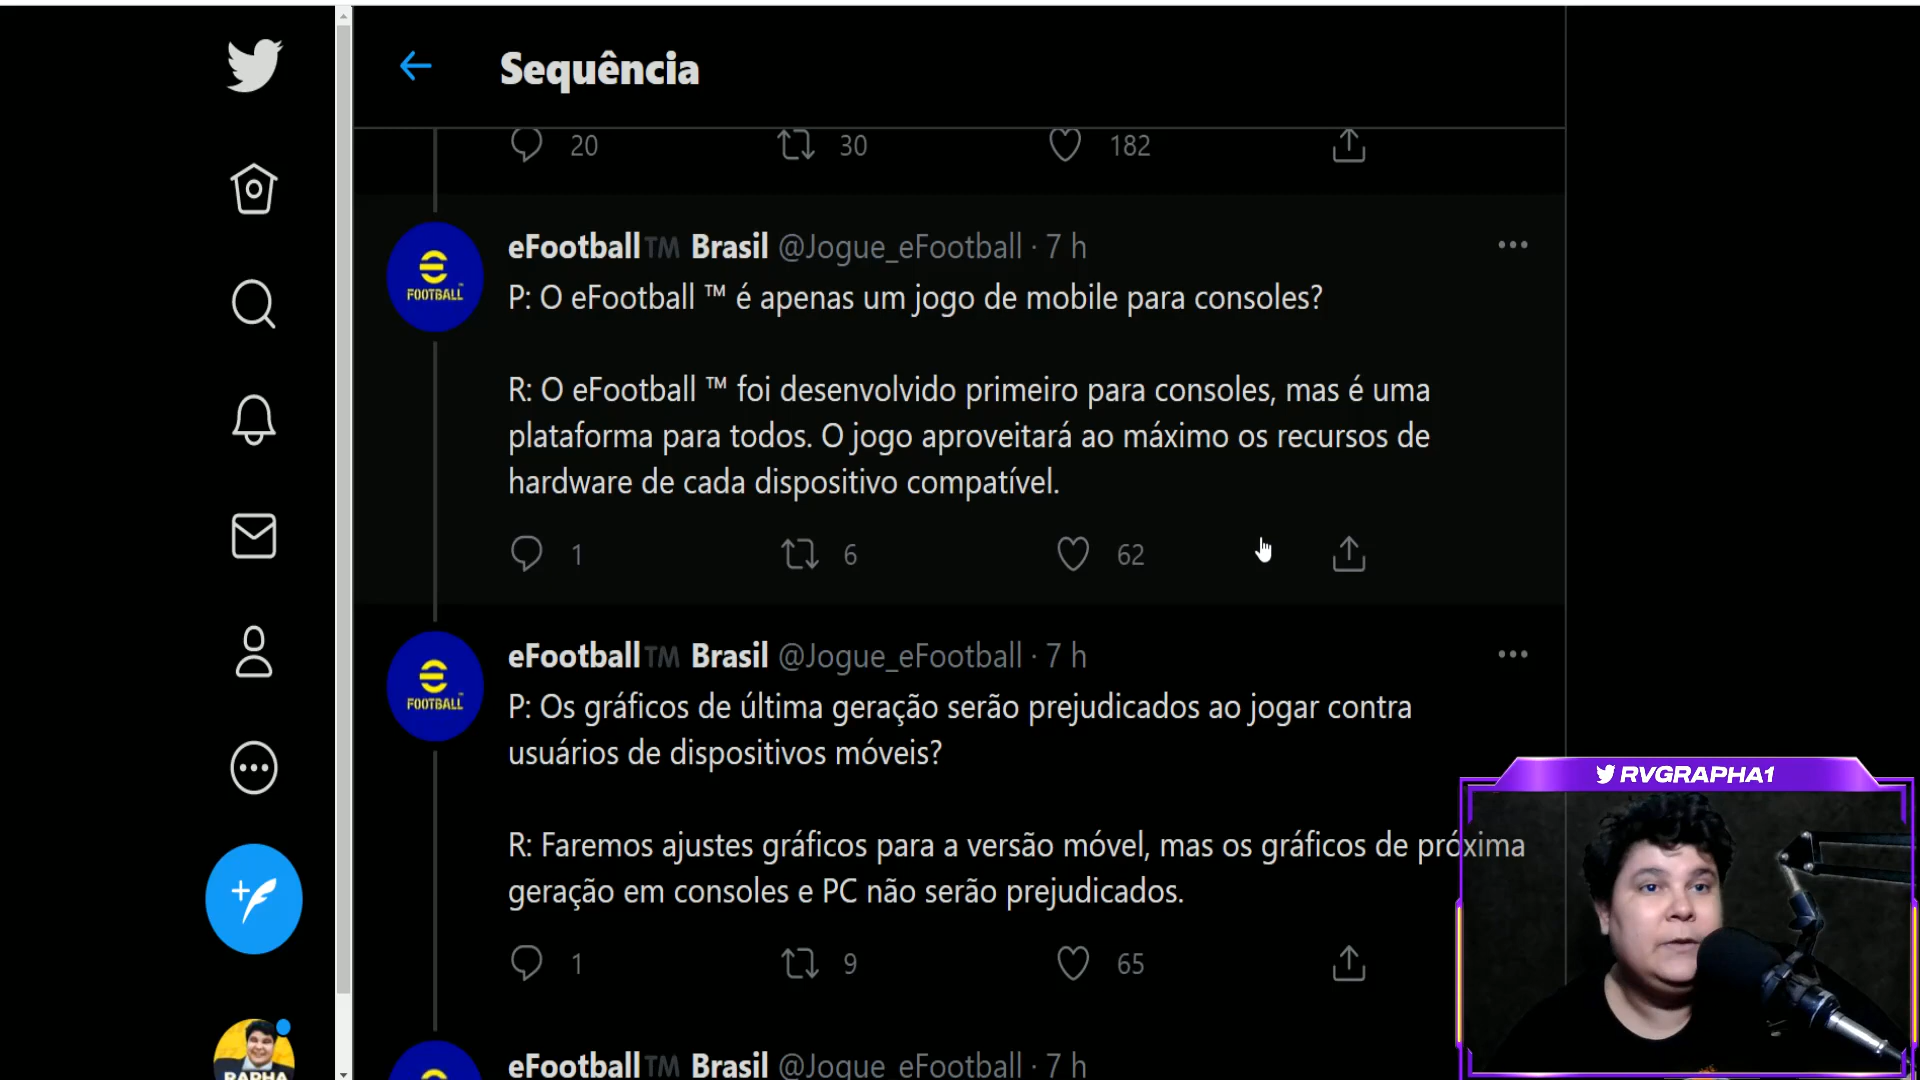 Sequência
20 30 182
eFootball™ Brasil @Jogue_eFootball · 7 h
P: O eFootball ™ é apenas um jogo de mobile para consoles?
R: O eFootball ™ foi desenvolvido primeiro para consoles, mas é uma
plataforma para todos. O jogo aproveitará ao máximo os recursos de
hardware de cada dispositivo compatível.
FOOTBALL™
1 6 62
eFootball™ Brasil @Jogue_eFootball · 7 h
P: Os gráficos de última geração serão prejudicados ao jogar contra
usuários de dispositivos móveis?
R: Faremos ajustes gráficos para a versão móvel, mas os gráficos de próxima
geração em consoles e PC não serão prejudicados.
FOOTBALL™
1 9 65
eFootball™ Brasil @Jogue_eFootball · 7 h
RVGRAPHA1
RAPHA